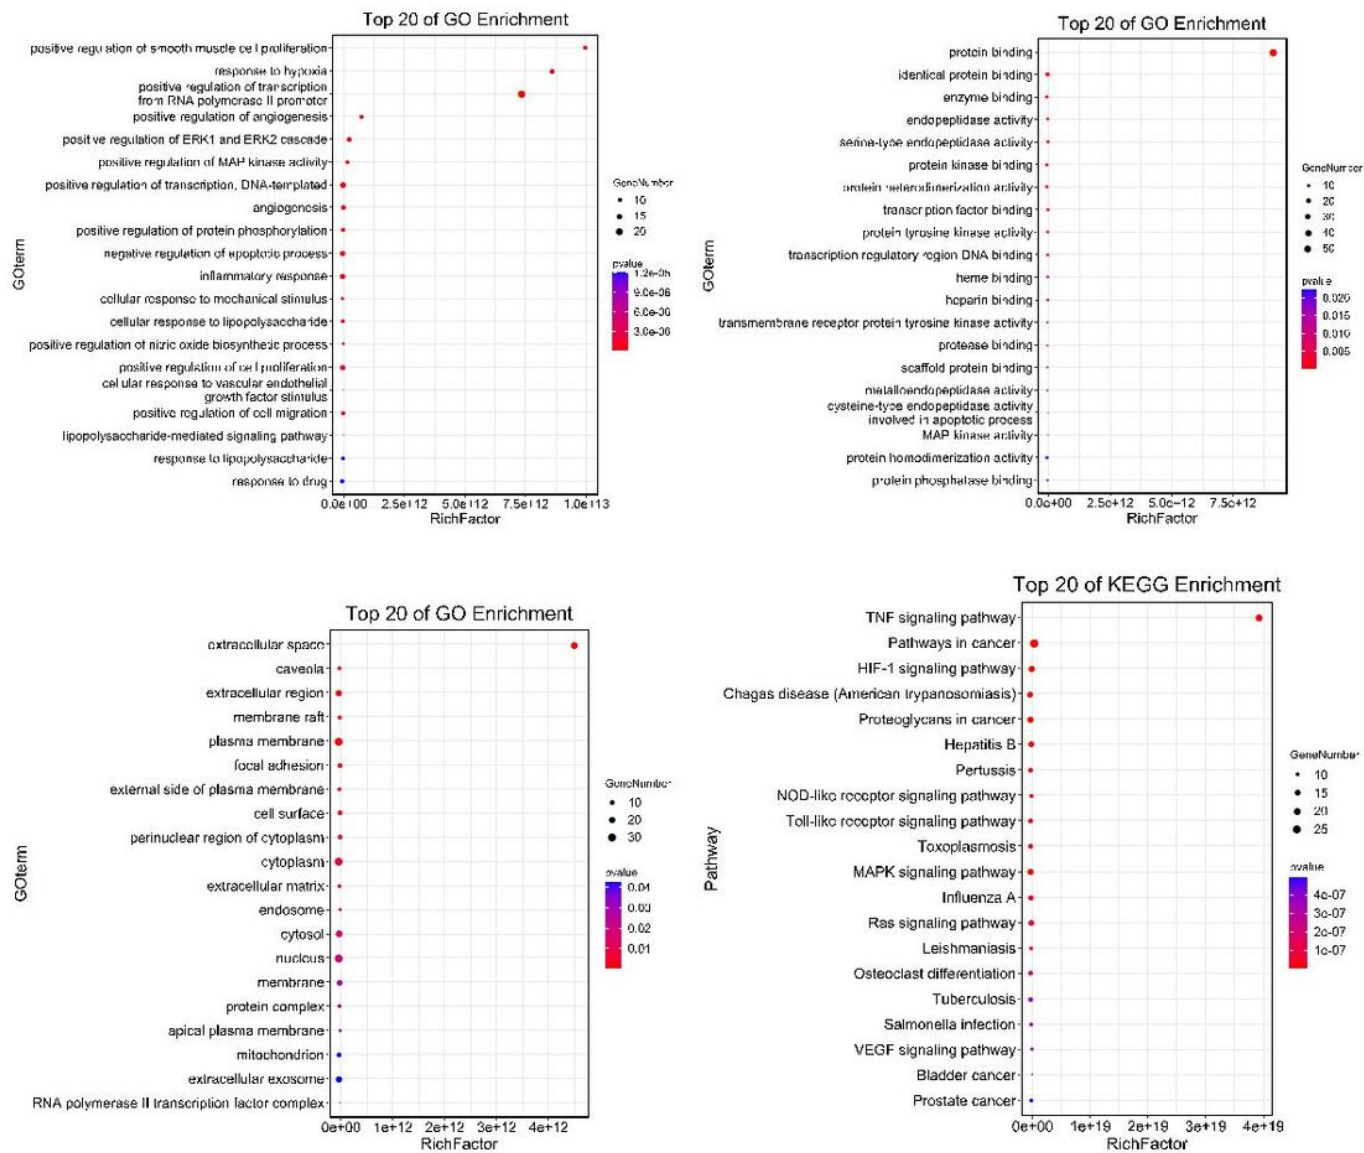 Top 20 of GO Enrichment
GOterm
positive regulation of smooth muscle cell proliferation
response to hypoxia
positive regulation of transcription
from RNA polymerase II promoter
positive regulation of angiogenesis
positive regulation of ERK1 and ERK2 cascade
positive regulation of MAP kinase activity
positive regulation of transcription, DNA-templated
angiogenesis
positive regulation of protein phosphorylation
negative regulation of apoptotic process
inflammatory response
cellular response to mechanical stimulus
cellular response to lipopolysaccharide
positive regulation of nitric oxide biosynthetic process
positive regulation of cell proliferation
cellular response to vascular endothelial
growth factor stimulus
positive regulation of cell migration
lipopolysaccharide-mediated signaling pathway
response to lipopolysaccharide
response to drug
0.0e+00 2.5e+12 5.0e+12 7.5e+12 1.0e+13
RichFactor
GeneNumber
10
15
20
pvalue
1.2e-05
9.0e-06
6.0e-06
3.0e-06
Top 20 of GO Enrichment
GOterm
protein binding
identical protein binding
enzyme binding
endopeptidase activity
serine-type endopeptidase activity
protein kinase binding
protein heterodimerization activity
transcription factor binding
protein tyrosine kinase activity
transcription regulatory region DNA binding
heme binding
heparin binding
transmembrane receptor protein tyrosine kinase activity
protease binding
scaffold protein binding
metalloendopeptidase activity
cysteine-type endopeptidase activity
involved in apoptotic process
MAP kinase activity
protein homodimerization activity
protein phosphatase binding
0.0e+00 2.5e+12 5.0e+12 7.5e+12
RichFactor
GeneNumber
10
20
30
40
50
pvalue
0.020
0.015
0.010
0.005
Top 20 of GO Enrichment
GOterm
extracellular space
caveola
extracellular region
membrane raft
plasma membrane
focal adhesion
external side of plasma membrane
cell surface
perinuclear region of cytoplasm
cytoplasm
extracellular matrix
endosome
cytosol
nucleus
membrane
protein complex
apical plasma membrane
mitochondrion
extracellular exosome
RNA polymerase II transcription factor complex
0e+00 1e+12 2e+12 3e+12 4e+12
RichFactor
GeneNumber
10
20
30
pvalue
0.04
0.03
0.02
0.01
Top 20 of KEGG Enrichment
Pathway
TNF signaling pathway
Pathways in cancer
HIF-1 signaling pathway
Chagas disease (American trypanosomiasis)
Proteoglycans in cancer
Hepatitis B
Pertussis
NOD-like receptor signaling pathway
Toll-like receptor signaling pathway
Toxoplasmosis
MAPK signaling pathway
Influenza A
Ras signaling pathway
Leishmaniasis
Osteoclast differentiation
Tuberculosis
Salmonella infection
VEGF signaling pathway
Bladder cancer
Prostate cancer
0e+00 1e+19 2e+19 3e+19 4e+19
RichFactor
GeneNumber
10
15
20
25
pvalue
4e-07
3e-07
2e-07
1e-07